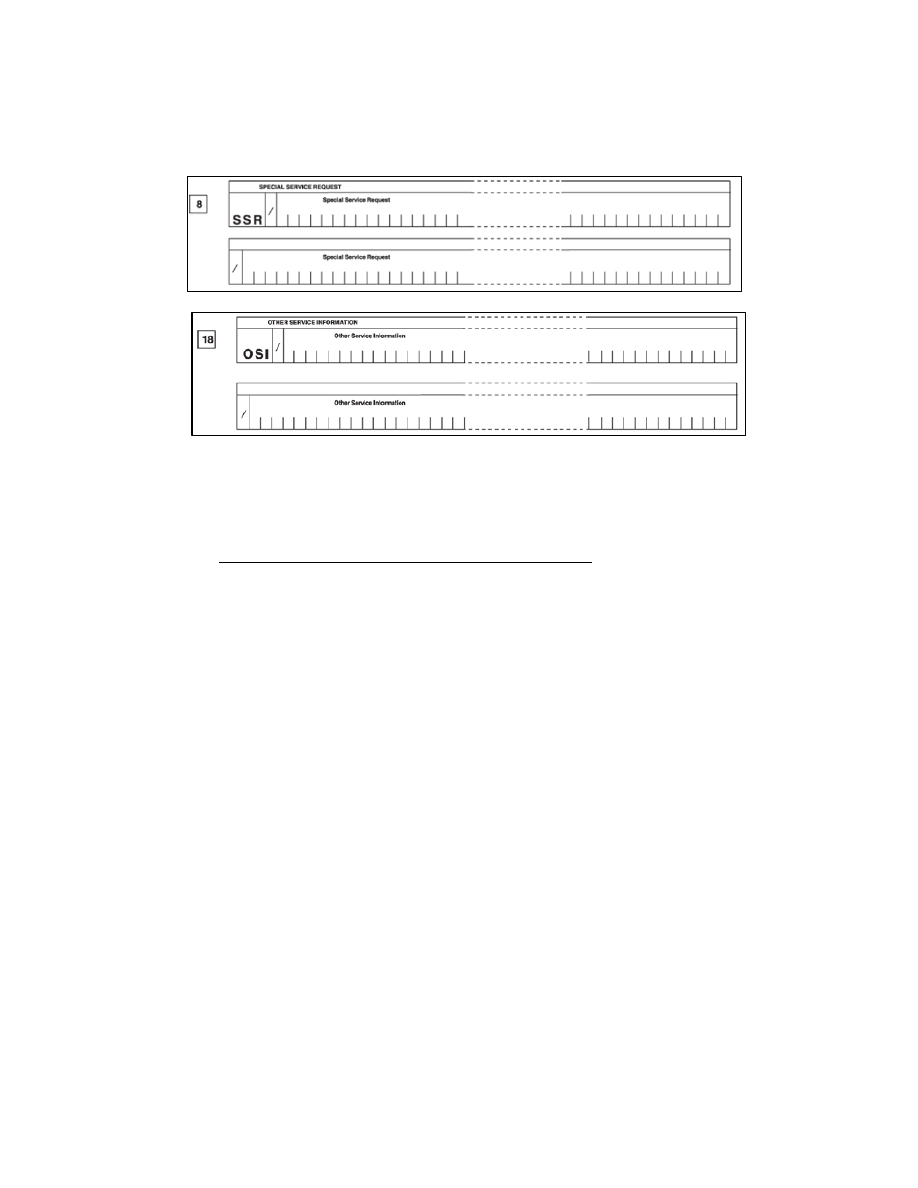 SPECIAL SERVICE REQUEST
8
/ Special Service Request
SSR
Special Service Request
/
OTHER SERVICE INFORMATION
18
/ Other Service Information
OSI
Other Service Information
/